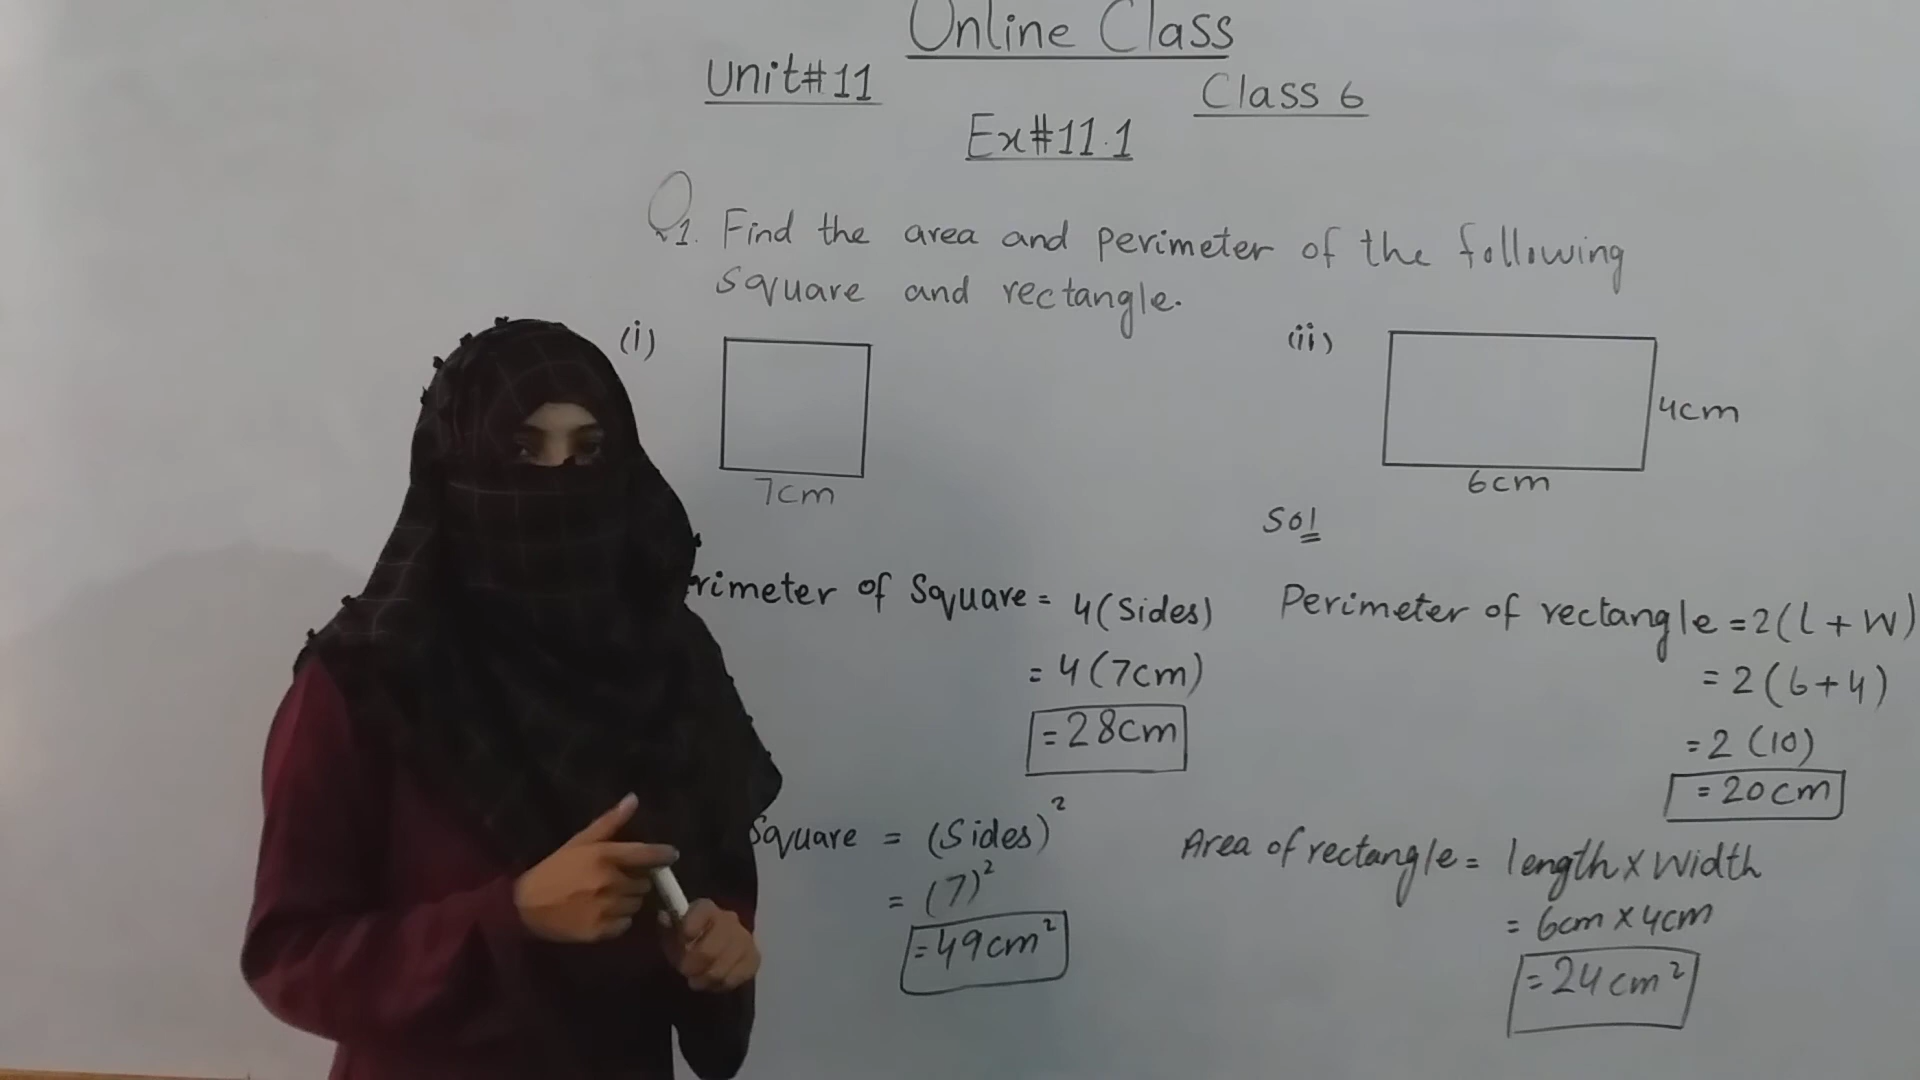 Online Class
Unit#11
Class 6
Ex#11.1
Q1. Find the area and perimeter of the following
square and rectangle.
(i)
(ii)
4cm
7cm
6cm
Sol
rimeter of Square = 4(Sides)
= 4(7cm)
= 28cm
Square = (Sides)²
= (7)²
= 49cm²
Perimeter of rectangle = 2(l+w)
= 2(6+4)
= 2(10)
= 20cm
Area of rectangle = length x width
= 6cm x 4cm
= 24cm²